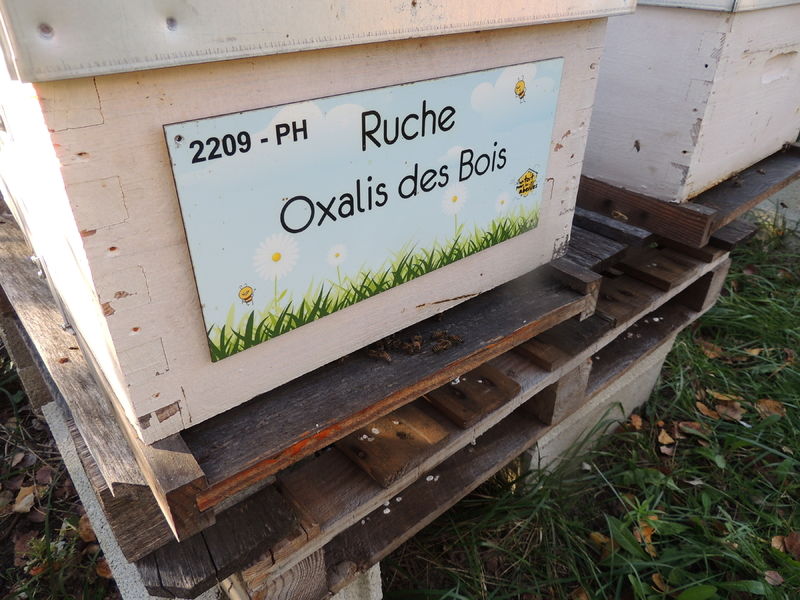 2209 - PH
Ruche
Oxalis des Bois